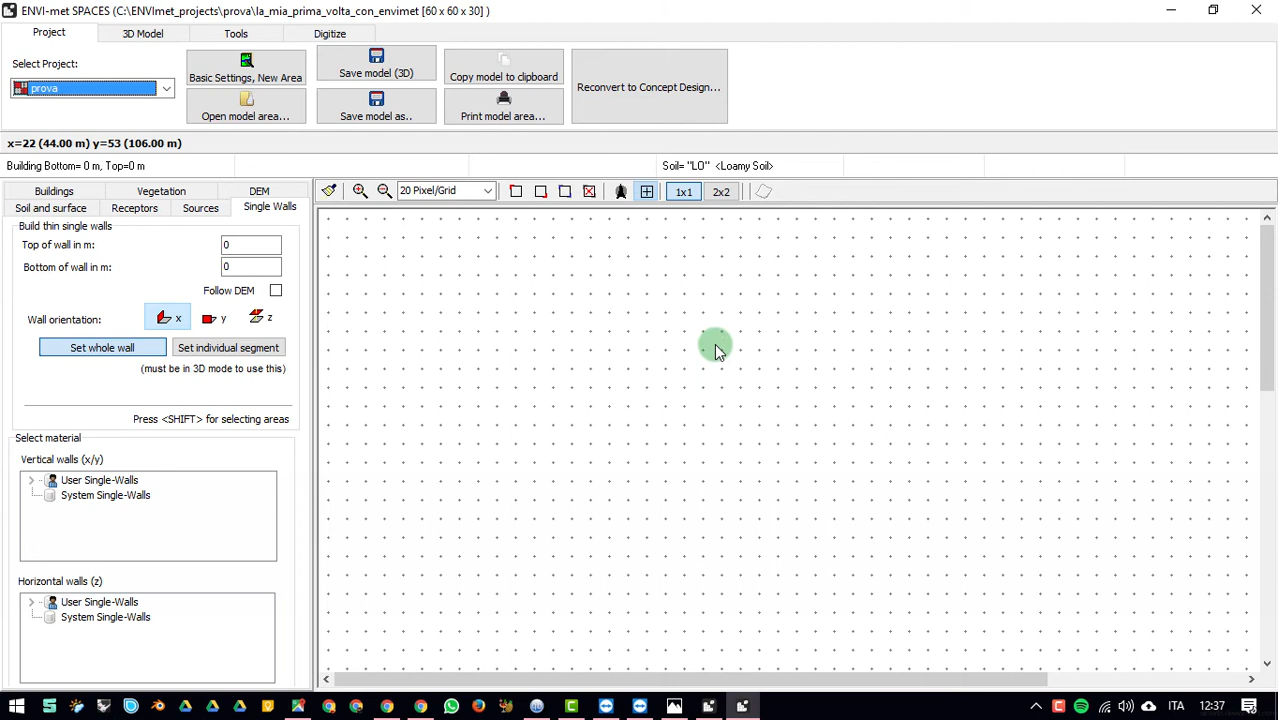 ENVI-met SPACES (C:\ENVImet_projects\prova\la_mia_prima_volta_con_envimet [60 x 60 x 30] )
Project
3D Model
Tools
Digitize
Select Project:
prova
Basic Settings, New Area
Open model area...
Save model (3D)
Save model as..
Copy model to clipboard
Print model area...
Reconvert to Concept Design...
x=22 (44.00 m) y=53 (106.00 m)
Building Bottom= 0 m, Top=0 m
Soil= "LO" <Loamy Soil>
Buildings
Vegetation
DEM
Soil and surface
Receptors
Sources
Single Walls
20 Pixel/Grid
1x1
2x2
Build thin single walls
Top of wall in m:
0
Bottom of wall in m:
0
Follow DEM
Wall orientation:
x
y
z
Set whole wall
Set individual segment
(must be in 3D mode to use this)
Press <SHIFT> for selecting areas
Select material
Vertical walls (x/y)
User Single-Walls
System Single-Walls
Horizontal walls (z)
User Single-Walls
System Single-Walls
ITA
12:37